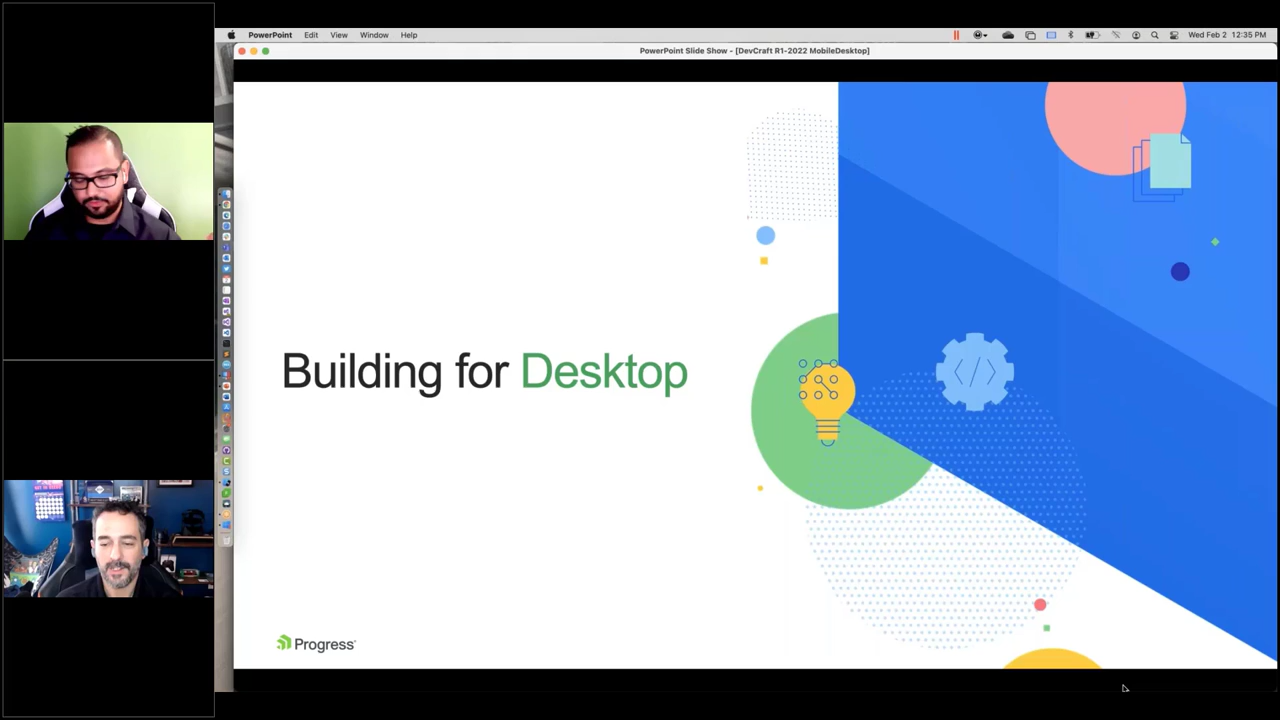 PowerPoint Edit View Window Help
Wed Feb 2 12:35 PM
PowerPoint Slide Show - [DevCraft R1-2022 MobileDesktop]
Building for Desktop
Progress